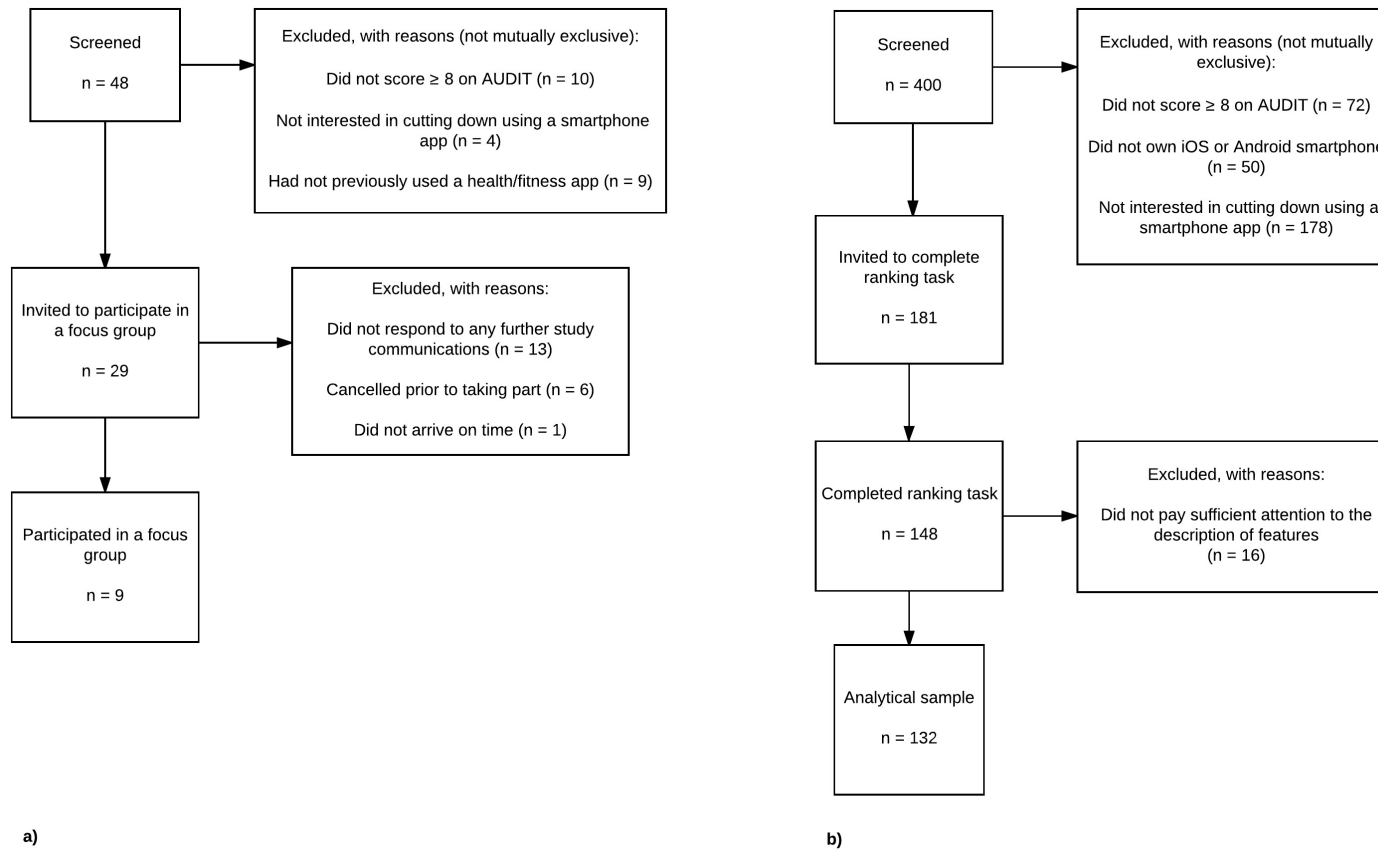 Screened
n = 48
Excluded, with reasons (not mutually exclusive):
Did not score ≥ 8 on AUDIT (n = 10)
Not interested in cutting down using a smartphone
app (n = 4)
Had not previously used a health/fitness app (n = 9)
Invited to participate in
a focus group
n = 29
Excluded, with reasons:
Did not respond to any further study
communications (n = 13)
Cancelled prior to taking part (n = 6)
Did not arrive on time (n = 1)
Participated in a focus
group
n = 9
a)
Screened
n = 400
Excluded, with reasons (not mutually
exclusive):
Did not score ≥ 8 on AUDIT (n = 72)
Did not own iOS or Android smartphone
(n = 50)
Not interested in cutting down using a
smartphone app (n = 178)
Invited to complete
ranking task
n = 181
Completed ranking task
n = 148
Excluded, with reasons:
Did not pay sufficient attention to the
description of features
(n = 16)
Analytical sample
n = 132
b)